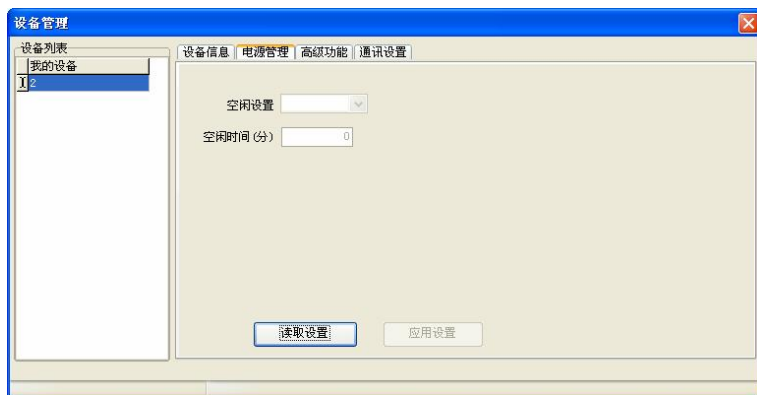 设备管理
设备列表
我的设备
2
设备信息 电源管理 高级功能 通讯设置
空闲设置
空闲时间(分) 0
读取设置 应用设置